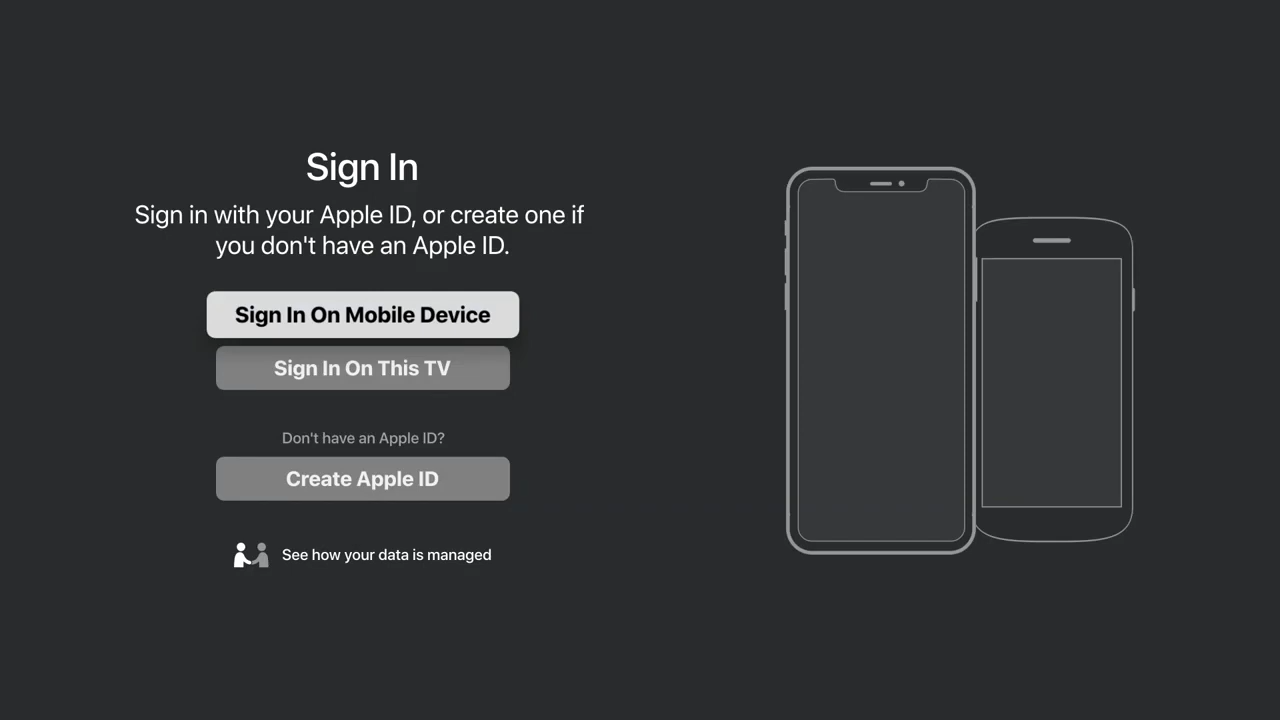 Sign In
Sign in with your Apple ID, or create one if
you don't have an Apple ID.
Sign In On Mobile Device
Sign In On This TV
Don't have an Apple ID?
Create Apple ID
See how your data is managed